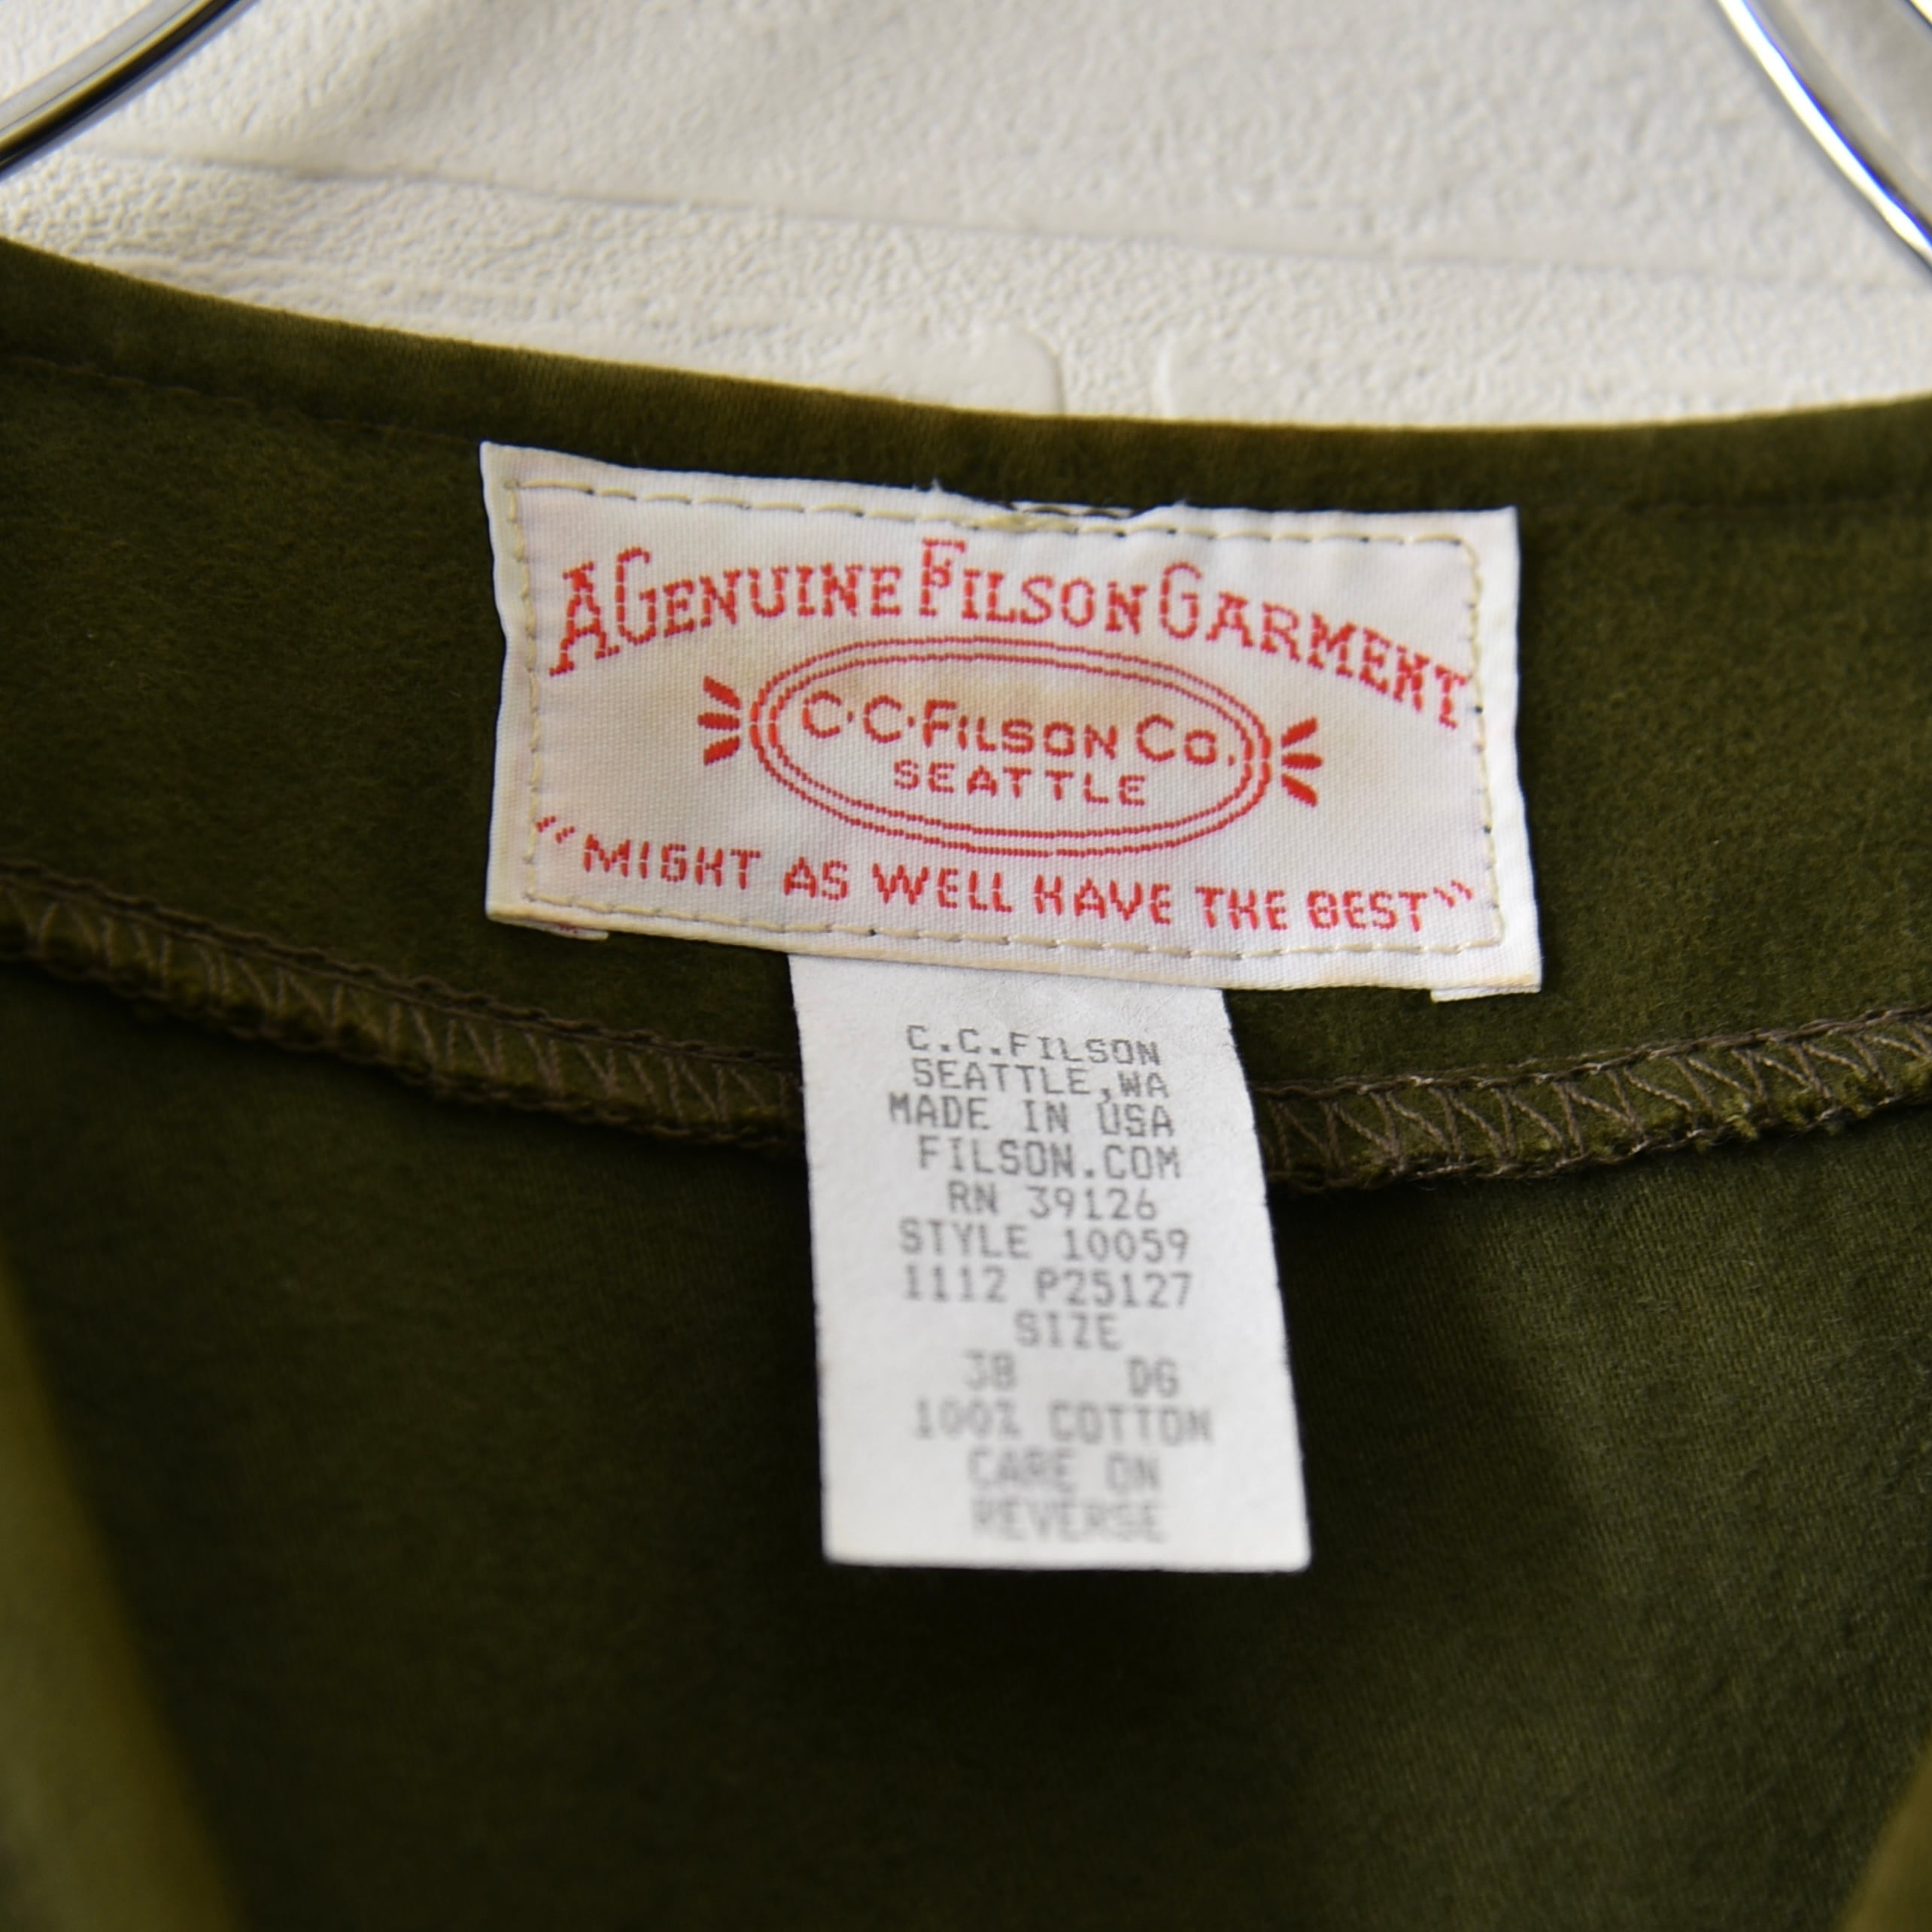 A GENUINE FILSON GARMENT
C.C. FILSON CO.
SEATTLE
"MIGHT AS WELL HAVE THE BEST"
C.C.FILSON
SEATTLE,WA
MADE IN USA
FILSON.COM
RN 39126
STYLE 10059
1112 P25127
SIZE
38 DG
100% COTTON
CARE ON
REVERSE